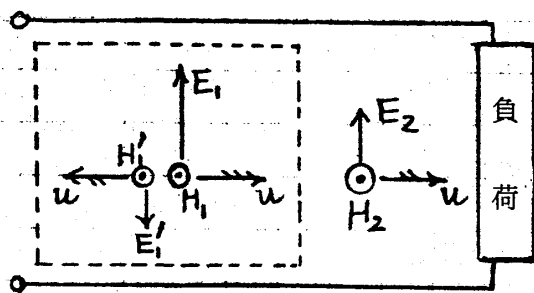 E₁
H₁'
H₁
u
u
E₁'
E₂
H₂
u
負
荷